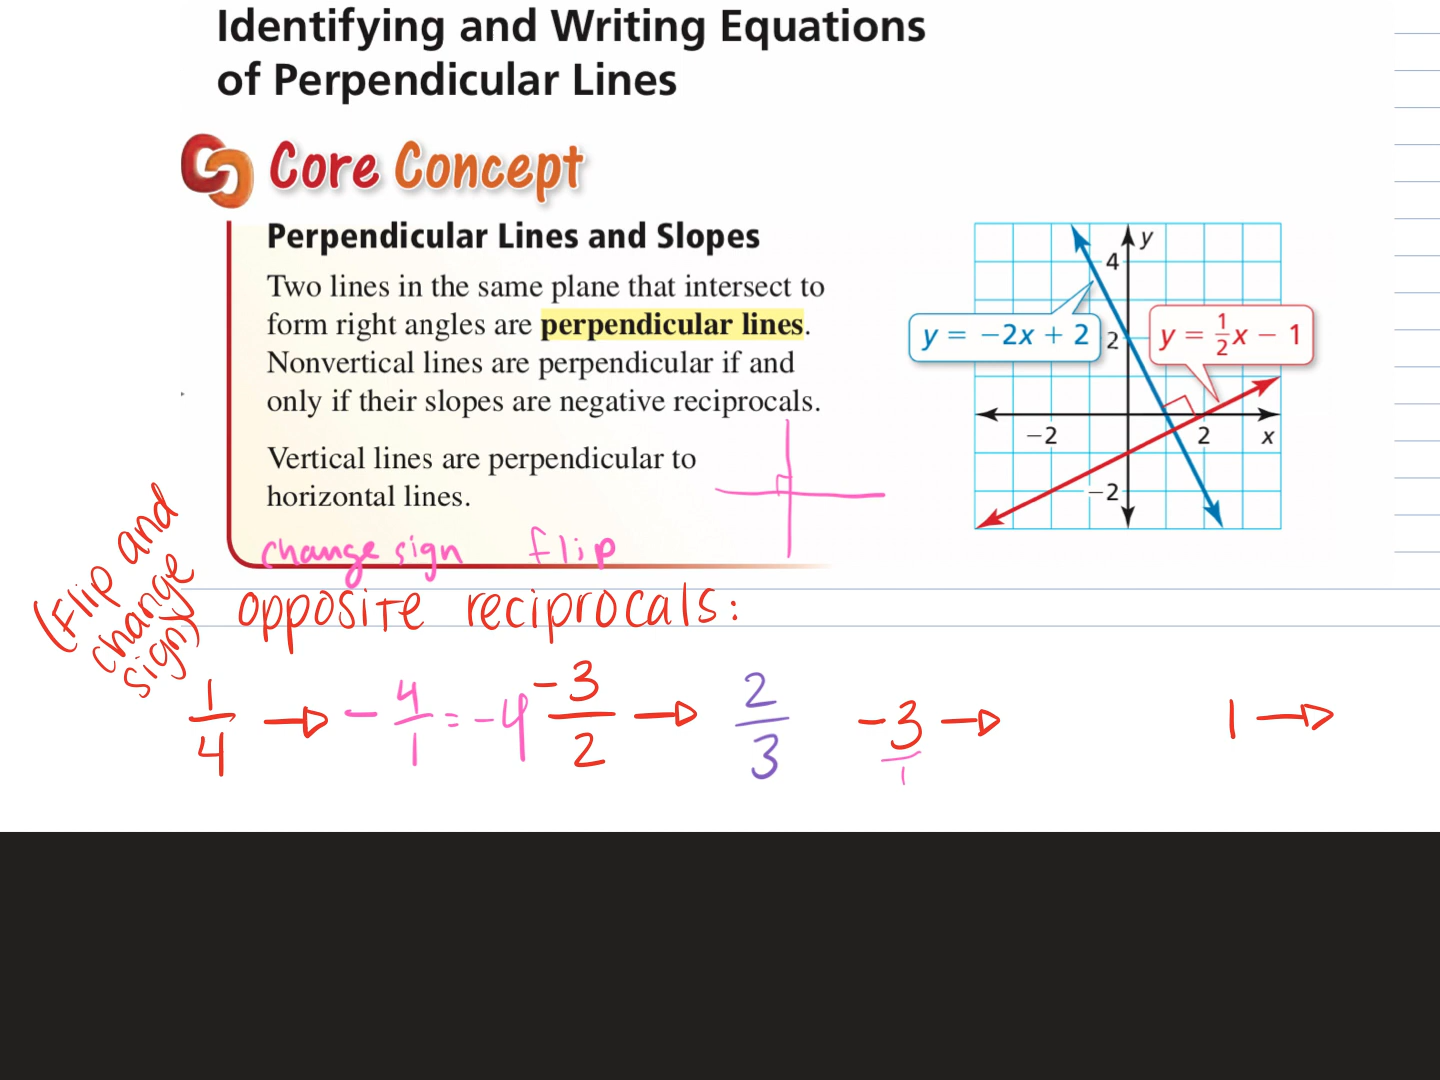 Identifying and Writing Equations
of Perpendicular Lines
Core Concept
Perpendicular Lines and Slopes
Two lines in the same plane that intersect to
form right angles are perpendicular lines.
Nonvertical lines are perpendicular if and
only if their slopes are negative reciprocals.
Vertical lines are perpendicular to
horizontal lines.
y
4
y = −2x + 2
2
y = 1/2 x − 1
−2
2
x
−2
change sign flip
(Flip and
change
sign)
opposite reciprocals:
1/4 → - 4/1 = -4
-3/2 → 2/3
-3/1 →
1 →